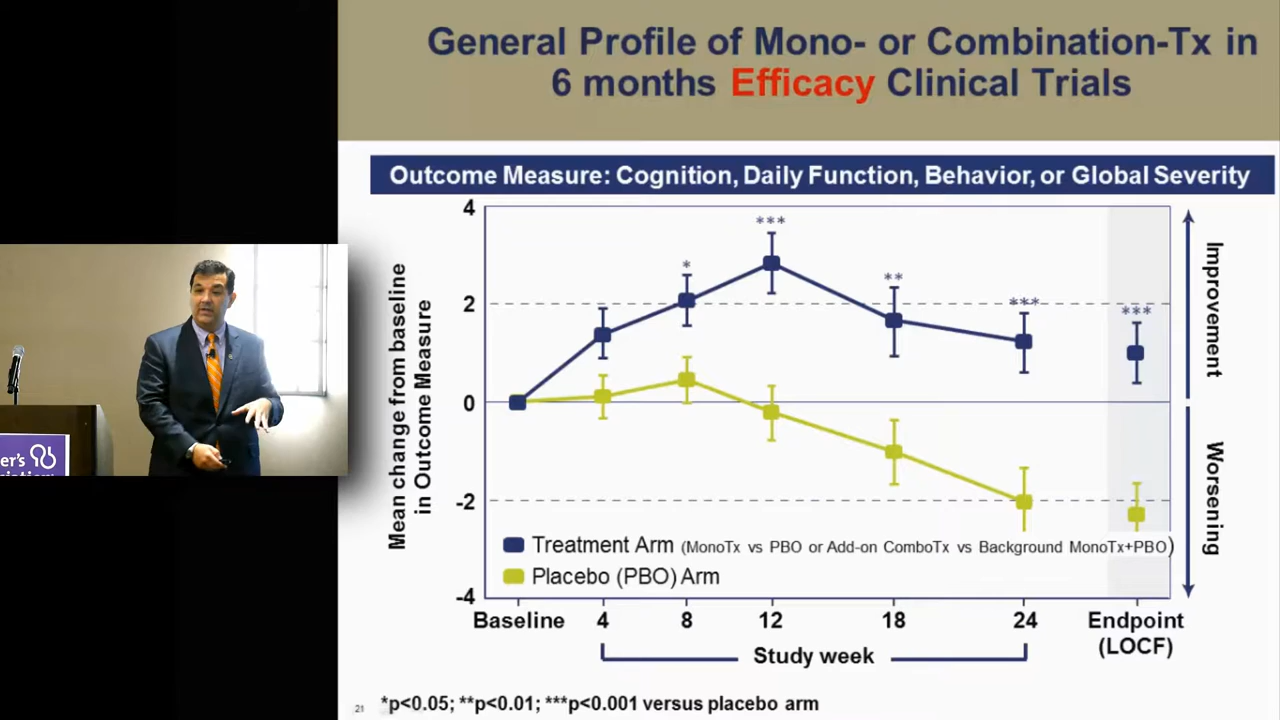 General Profile of Mono- or Combination-Tx in
6 months Efficacy Clinical Trials
Outcome Measure: Cognition, Daily Function, Behavior, or Global Severity
4
2
0
-2
-4
Mean change from baseline
in Outcome Measure
*
***
**
***
***
Improvement
Worsening
Treatment Arm (MonoTx vs PBO or Add-on ComboTx vs Background MonoTx+PBO)
Placebo (PBO) Arm
Baseline 4 8 12 18 24 Endpoint
(LOCF)
Study week
*p<0.05; **p<0.01; ***p<0.001 versus placebo arm
21
er's